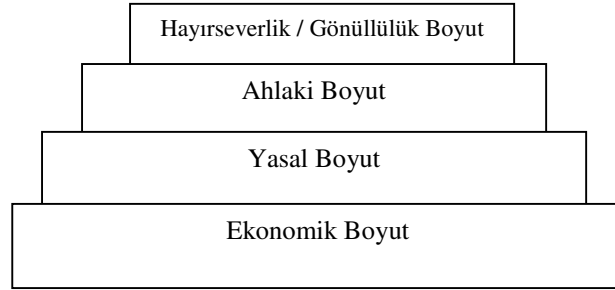 Hayırseverlik / Gönüllülük Boyut
Ahlaki Boyut
Yasal Boyut
Ekonomik Boyut